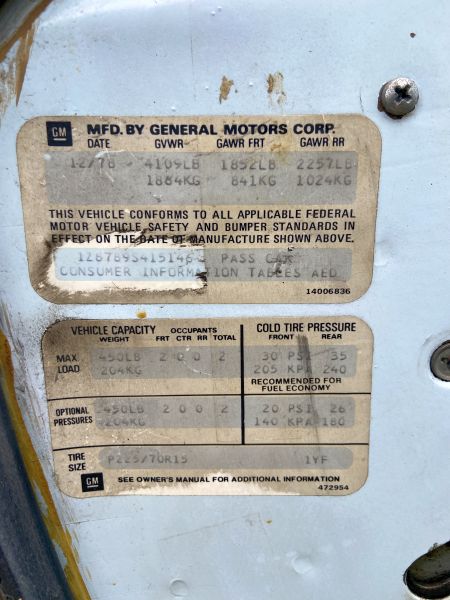 GM MFD. BY GENERAL MOTORS CORP.
DATE GVWR GAWR FRT GAWR RR
12/78 4109LB 1852LB 2257LB
1864KG 841KG 1024KG
THIS VEHICLE CONFORMS TO ALL APPLICABLE FEDERAL
MOTOR VEHICLE SAFETY AND BUMPER STANDARDS IN
EFFECT ON THE DATE OF MANUFACTURE SHOWN ABOVE.
1Z8789S415146 PASS CAR
CONSUMER INFORMATION TABLES AED
14006836
VEHICLE CAPACITY OCCUPANTS COLD TIRE PRESSURE
WEIGHT FRT CTR RR TOTAL FRONT REAR
MAX 450LB 2 0 0 2 30 PSI 35
LOAD 204KG 205 KPA 240
RECOMMENDED FOR
FUEL ECONOMY
OPTIONAL 450LB 2 0 0 2 20 PSI 26
PRESSURES 204KG 140 KPA 180
TIRE P225/70R15 1YF
SIZE
GM SEE OWNER'S MANUAL FOR ADDITIONAL INFORMATION
472954